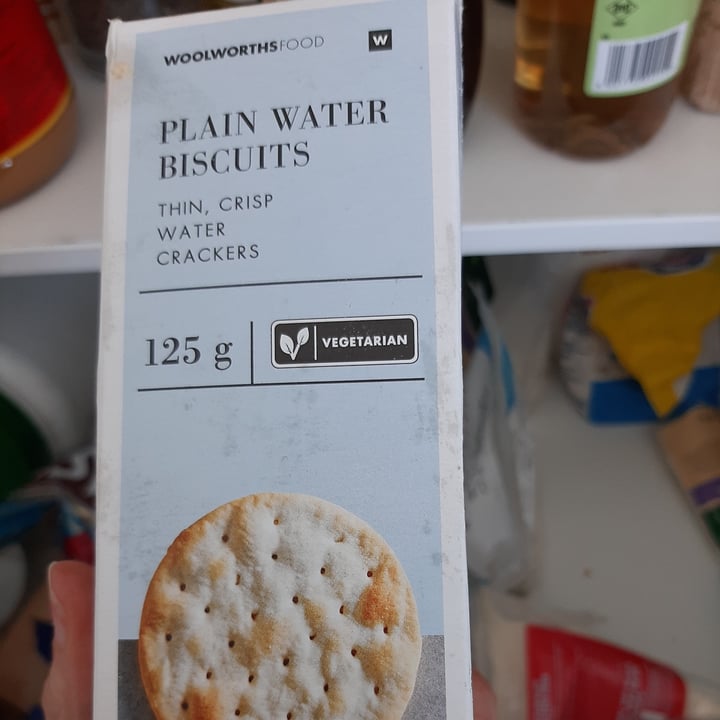 WOOLWORTHSFOOD W
PLAIN WATER
BISCUITS
THIN, CRISP
WATER
CRACKERS
125 g VEGETARIAN